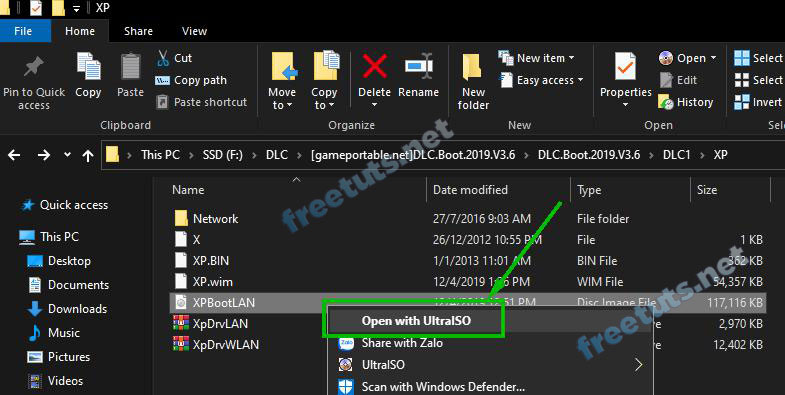 XP
File Home Share View
Pin to Quick access
Copy
Paste
Cut
Copy path
Paste shortcut
Clipboard
Move to
Copy to
Delete
Rename
Organize
New folder
New item
Easy access
New
Properties
Open
Edit
History
Open
Select
Select
Invert
Sele
This PC SSD (F:) DLC [gameportable.net]DLC.Boot.2019.V3.6 DLC.Boot.2019.V3.6 DLC1 XP
Name Date modified Type Size
Quick access
This PC
Desktop
Documents
Downloads
Music
Pictures
Videos
Network 27/7/2016 9:03 AM File folder
X 26/12/2012 10:55 PM File 1 KB
XP.BIN 1/1/2013 11:01 AM BIN File 362 KB
XP.wim 12/4/2019 1:06 PM WIM File 54,357 KB
XPBootLAN Disc Image File 117,116 KB
XpDrvLAN 2,970 KB
XpDrvWLAN 12,402 KB
Open with UltraISO
Share with Zalo
UltraISO
Scan with Windows Defender...
freetuts.net
freetuts.net
freetuts.net